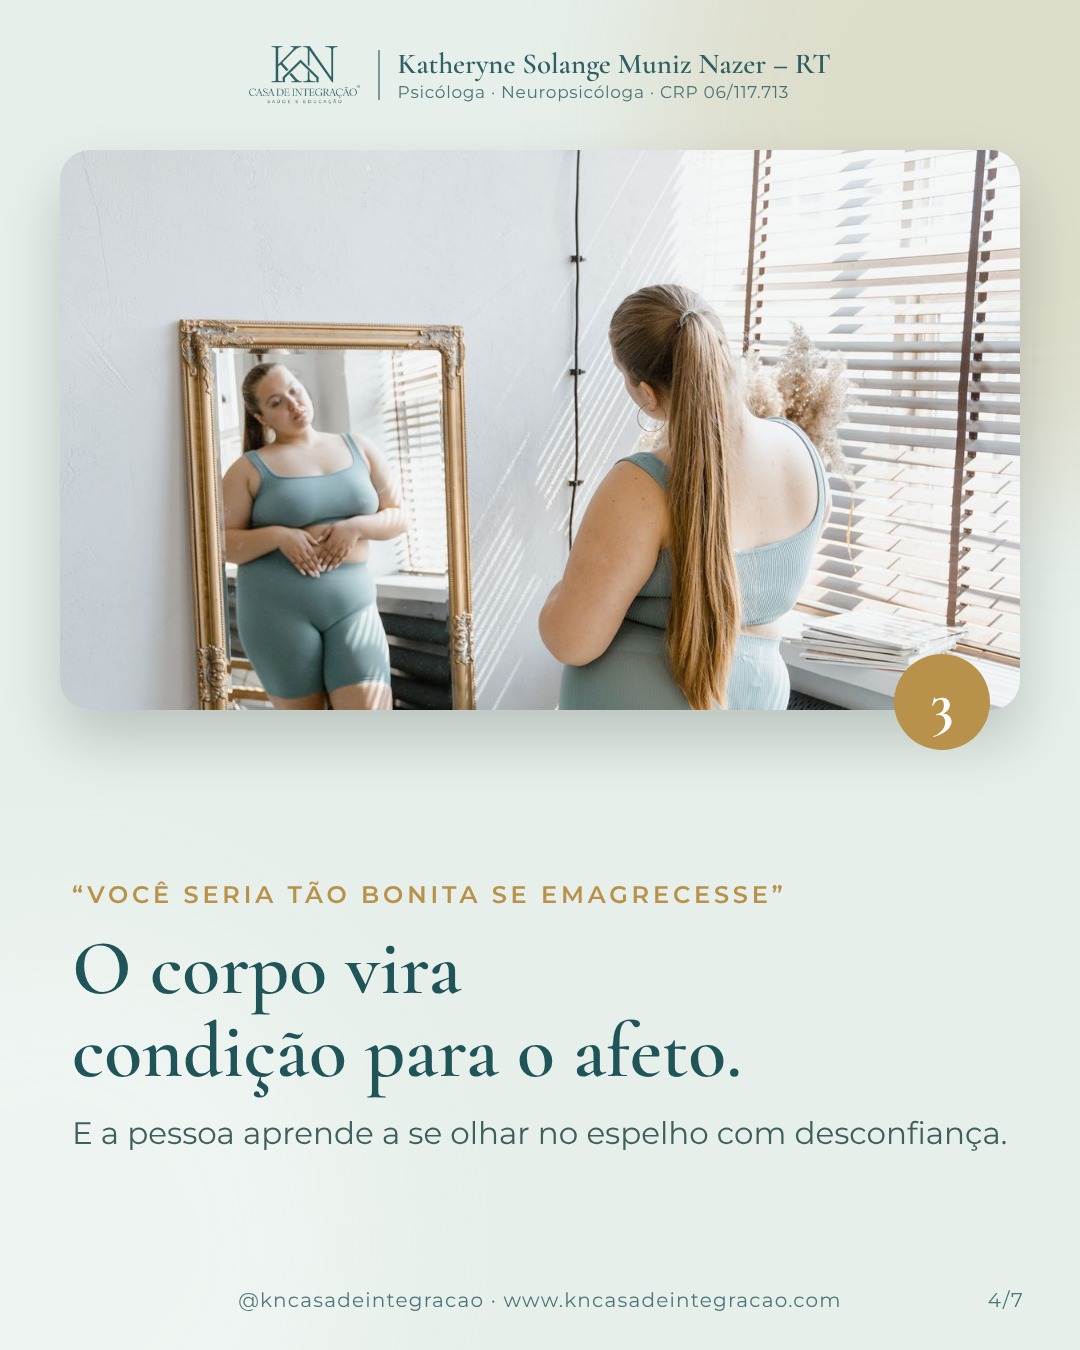 KN
CASA DE INTEGRAÇÃO®
SAÚDE E EDUCAÇÃO
Katheryne Solange Muniz Nazer – RT
Psicóloga · Neuropsicóloga · CRP 06/117.713
3
“VOCÊ SERIA TÃO BONITA SE EMAGRECESSE”
O corpo vira
condição para o afeto.
E a pessoa aprende a se olhar no espelho com desconfiança.
@kncasadeintegracao · www.kncasadeintegracao.com
4/7